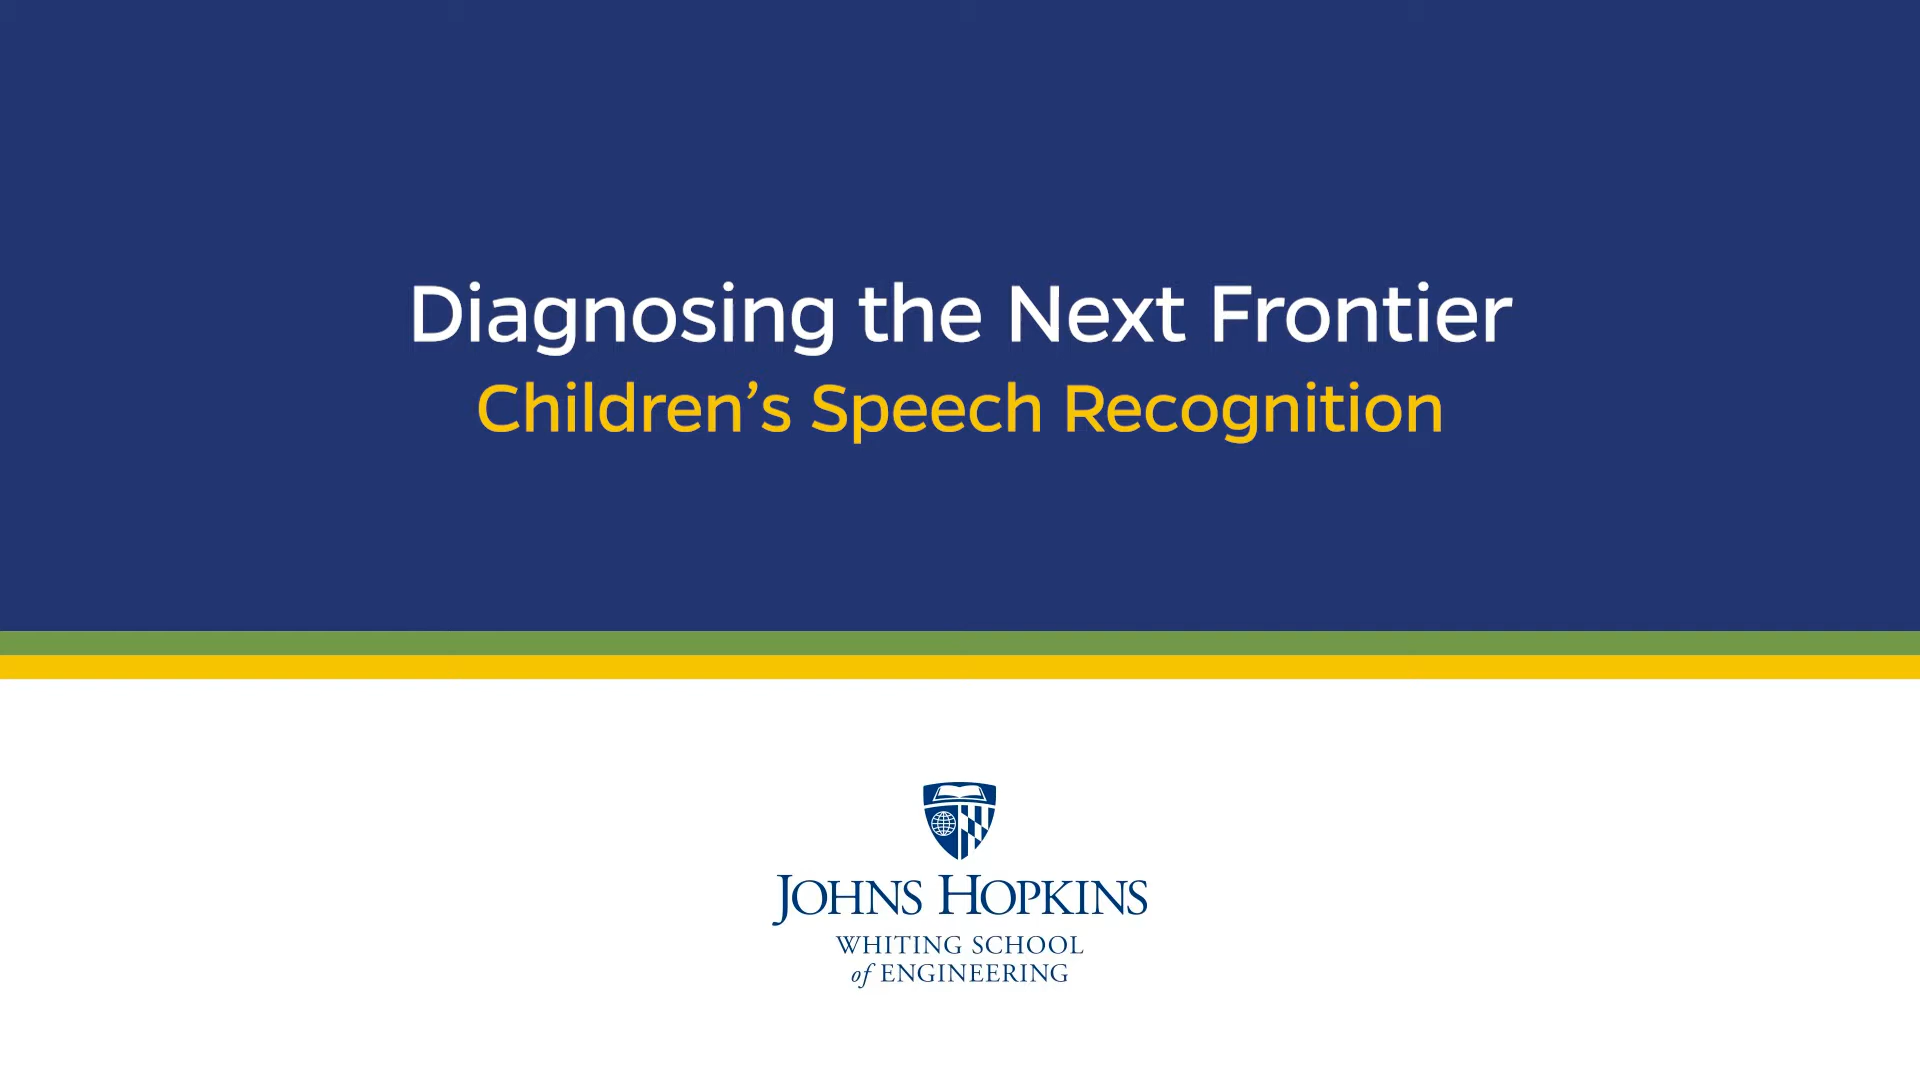 Diagnosing the Next Frontier
Children’s Speech Recognition
JOHNS HOPKINS
WHITING SCHOOL
of ENGINEERING